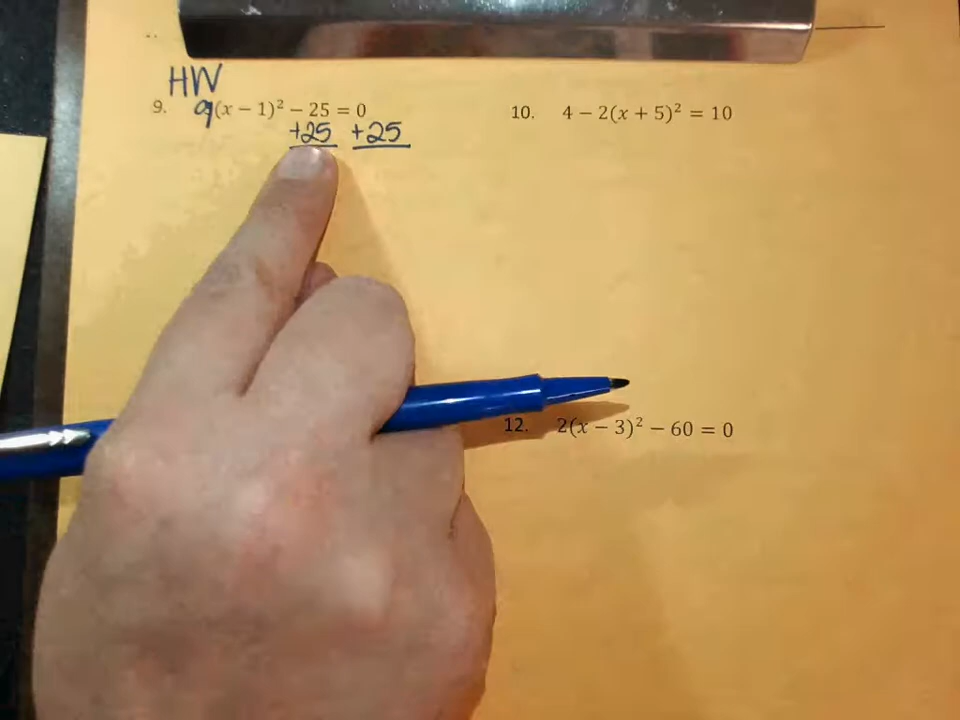 HW
9. 9(x − 1)² − 25 = 0
+25 +25
10. 4 − 2(x + 5)² = 10
12. 2(x − 3)² − 60 = 0